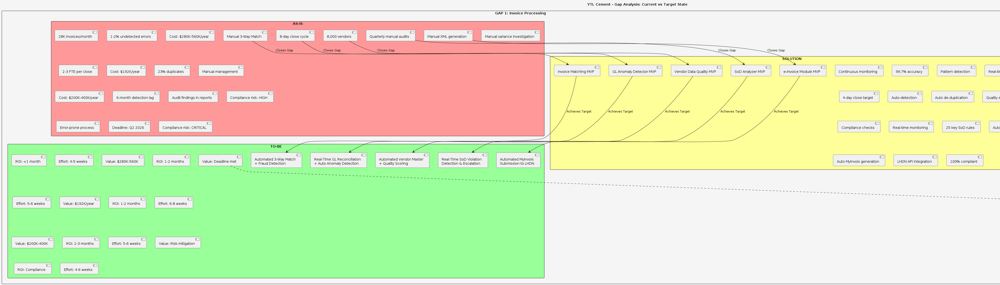 YTL Cement - Gap Analysis: Current vs Target State
GAP 1: Invoice Processing
AS-IS
28K invoices/month
1-2% undetected errors
Cost: $280K-560K/year
Manual 3-Way Match
8-day close cycle
8,000 vendors
Quarterly manual audits
Manual XML generation
Manual variance investigation
Closes Gap
Closes Gap
Closes Gap
Closes Gap
Closes Gap
2-3 FTE per close
Cost: $192K/year
23% duplicates
Manual management
Cost: $200K-400K/year
6-month detection lag
Audit findings in reports
Compliance risk: HIGH
Error-prone process
Deadline: Q2 2026
Compliance risk: CRITICAL
SOLUTION
Invoice Matching MVP
GL Anomaly Detector MVP
Vendor Data Quality MVP
SoD Analyzer MVP
e-Invoice Module MVP
Continuous monitoring
99.7% accuracy
Pattern detection
4-day close target
Auto-detection
Auto de-duplication
Quality
Achieves Target
Achieves Target
Achieves Target
Achieves Target
Achieves Target
Compliance checks
Real-time monitoring
25 key SoD rules
Auto MyInvois generation
LHDN API integration
100% compliant
TO-BE
ROI: <1 month
Effort: 4-5 weeks
Value: $280K-560K
ROI: 1-2 months
Value: Deadline met
Automated 3-Way Match
+ Fraud Detection
Real-Time GL Reconciliation
+ Auto Anomaly Detection
Automated Vendor Master
+ Quality Scoring
Real-Time SoD Violation
Detection & Escalation
Automated MyInvois
Submission to LHDN
Effort: 5-6 weeks
Value: $192K/year
ROI: 1-2 months
Effort: 6-8 weeks
Value: $200K-400K
ROI: 2-3 months
Effort: 5-6 weeks
Value: Risk mitigation
ROI: Compliance
Effort: 4-6 weeks